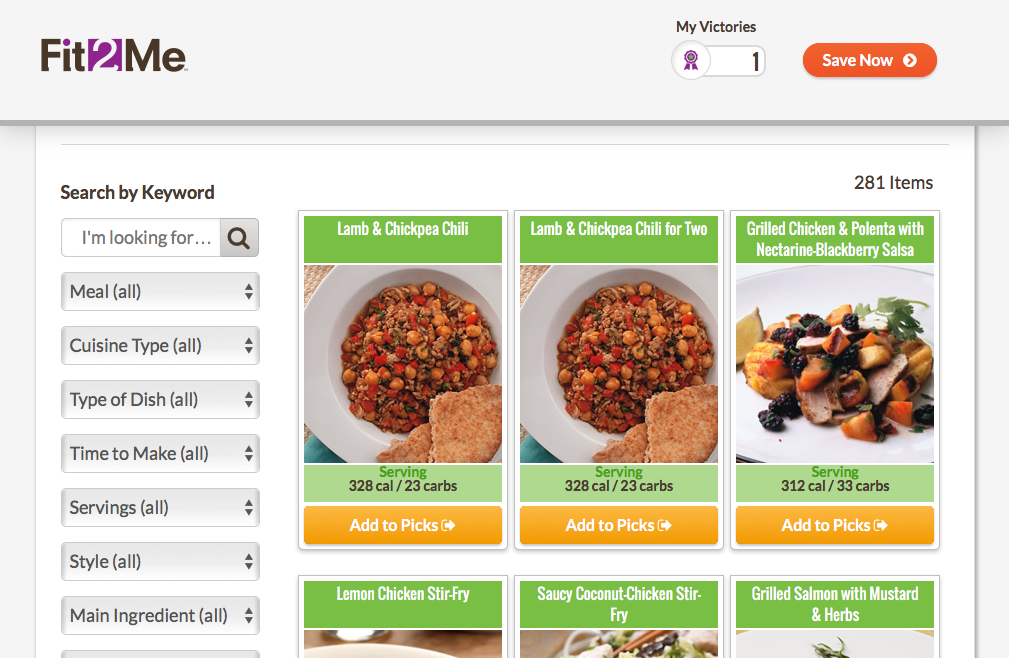 Fit2Me
My Victories
1
Save Now
Search by Keyword
281 Items
I'm looking for...
Meal (all)
Cuisine Type (all)
Type of Dish (all)
Time to Make (all)
Servings (all)
Style (all)
Main Ingredient (all)
Lamb & Chickpea Chili
Serving
328 cal / 23 carbs
Add to Picks
Lamb & Chickpea Chili for Two
Serving
328 cal / 23 carbs
Add to Picks
Grilled Chicken & Polenta with
Nectarine-Blackberry Salsa
Serving
312 cal / 33 carbs
Add to Picks
Lemon Chicken Stir-Fry
Saucy Coconut-Chicken Stir-
Fry
Grilled Salmon with Mustard
& Herbs